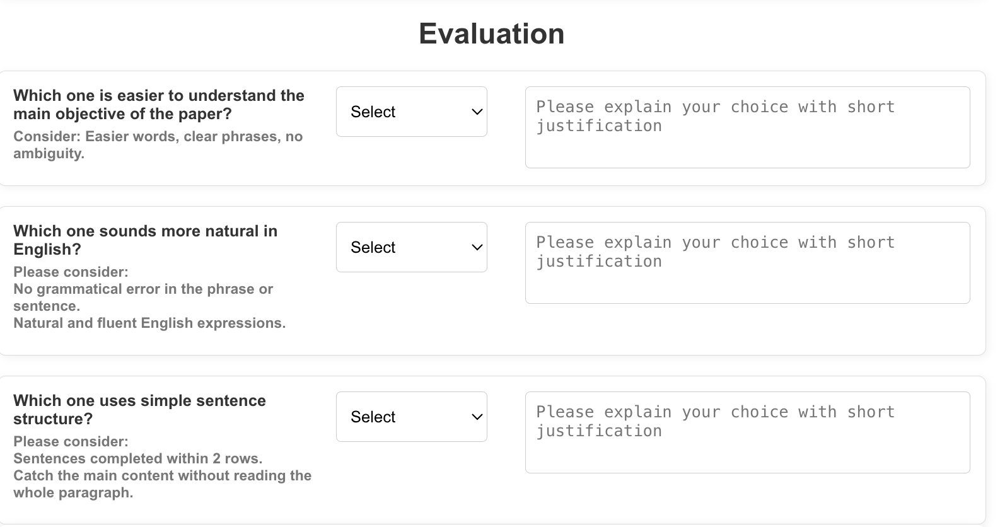 Evaluation
Which one is easier to understand the
main objective of the paper?
Consider: Easier words, clear phrases, no
ambiguity.
Select
Please explain your choice with short
justification
Which one sounds more natural in
English?
Please consider:
No grammatical error in the phrase or
sentence.
Natural and fluent English expressions.
Select
Please explain your choice with short
justification
Which one uses simple sentence
structure?
Please consider:
Sentences completed within 2 rows.
Catch the main content without reading the
whole paragraph.
Select
Please explain your choice with short
justification